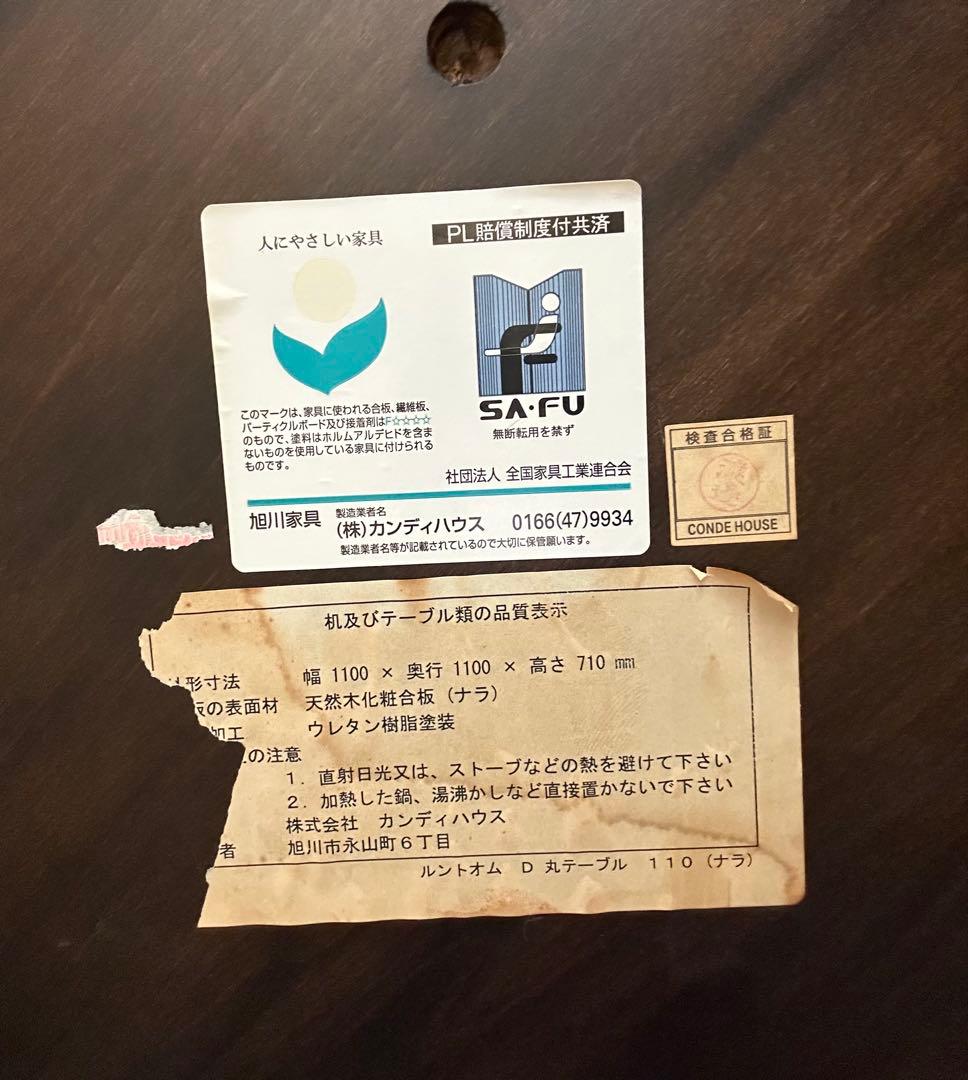 人にやさしい家具
PL賠償制度付共済
SA・FU
無断転用を禁ず
このマークは、家具に使われる合板、繊維板、
パーティクルボード及び接着剤はF☆☆☆☆
のもので、塗料はホルムアルデヒドを含ま
ないものを使用している家具に付けられる
ものです。
社団法人 全国家具工業連合会
旭川家具
製造業者名
(株)カンディハウス 0166(47)9934
製造業者名等が記載されているので大切に保管願います。
検査合格証
CONDE HOUSE
机及びテーブル類の品質表示
形寸法 幅 1100 × 奥行 1100 × 高さ 710 ㎜
板の表面材 天然木化粧合板（ナラ）
加工 ウレタン樹脂塗装
の注意
1. 直射日光又は、ストーブなどの熱を避けて下さい
2. 加熱した鍋、湯沸かしなど直接置かないで下さい
株式会社 カンディハウス
者 旭川市永山町６丁目
ルントオム D 丸テーブル 110（ナラ）